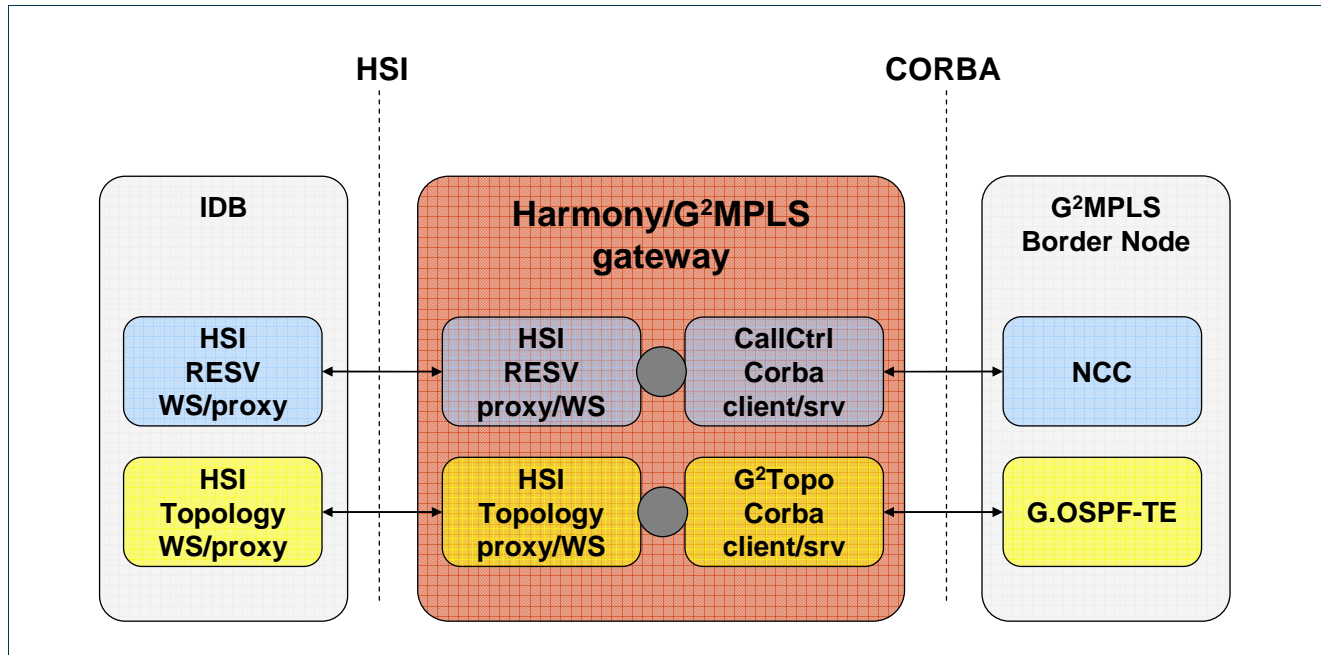 HSI
CORBA
IDB
Harmony/G²MPLS
gateway
G²MPLS
Border Node
HSI
RESV
WS/proxy
HSI
RESV
proxy/WS
CallCtrl
Corba
client/srv
NCC
HSI
Topology
WS/proxy
HSI
Topology
proxy/WS
G²Topo
Corba
client/srv
G.OSPF-TE